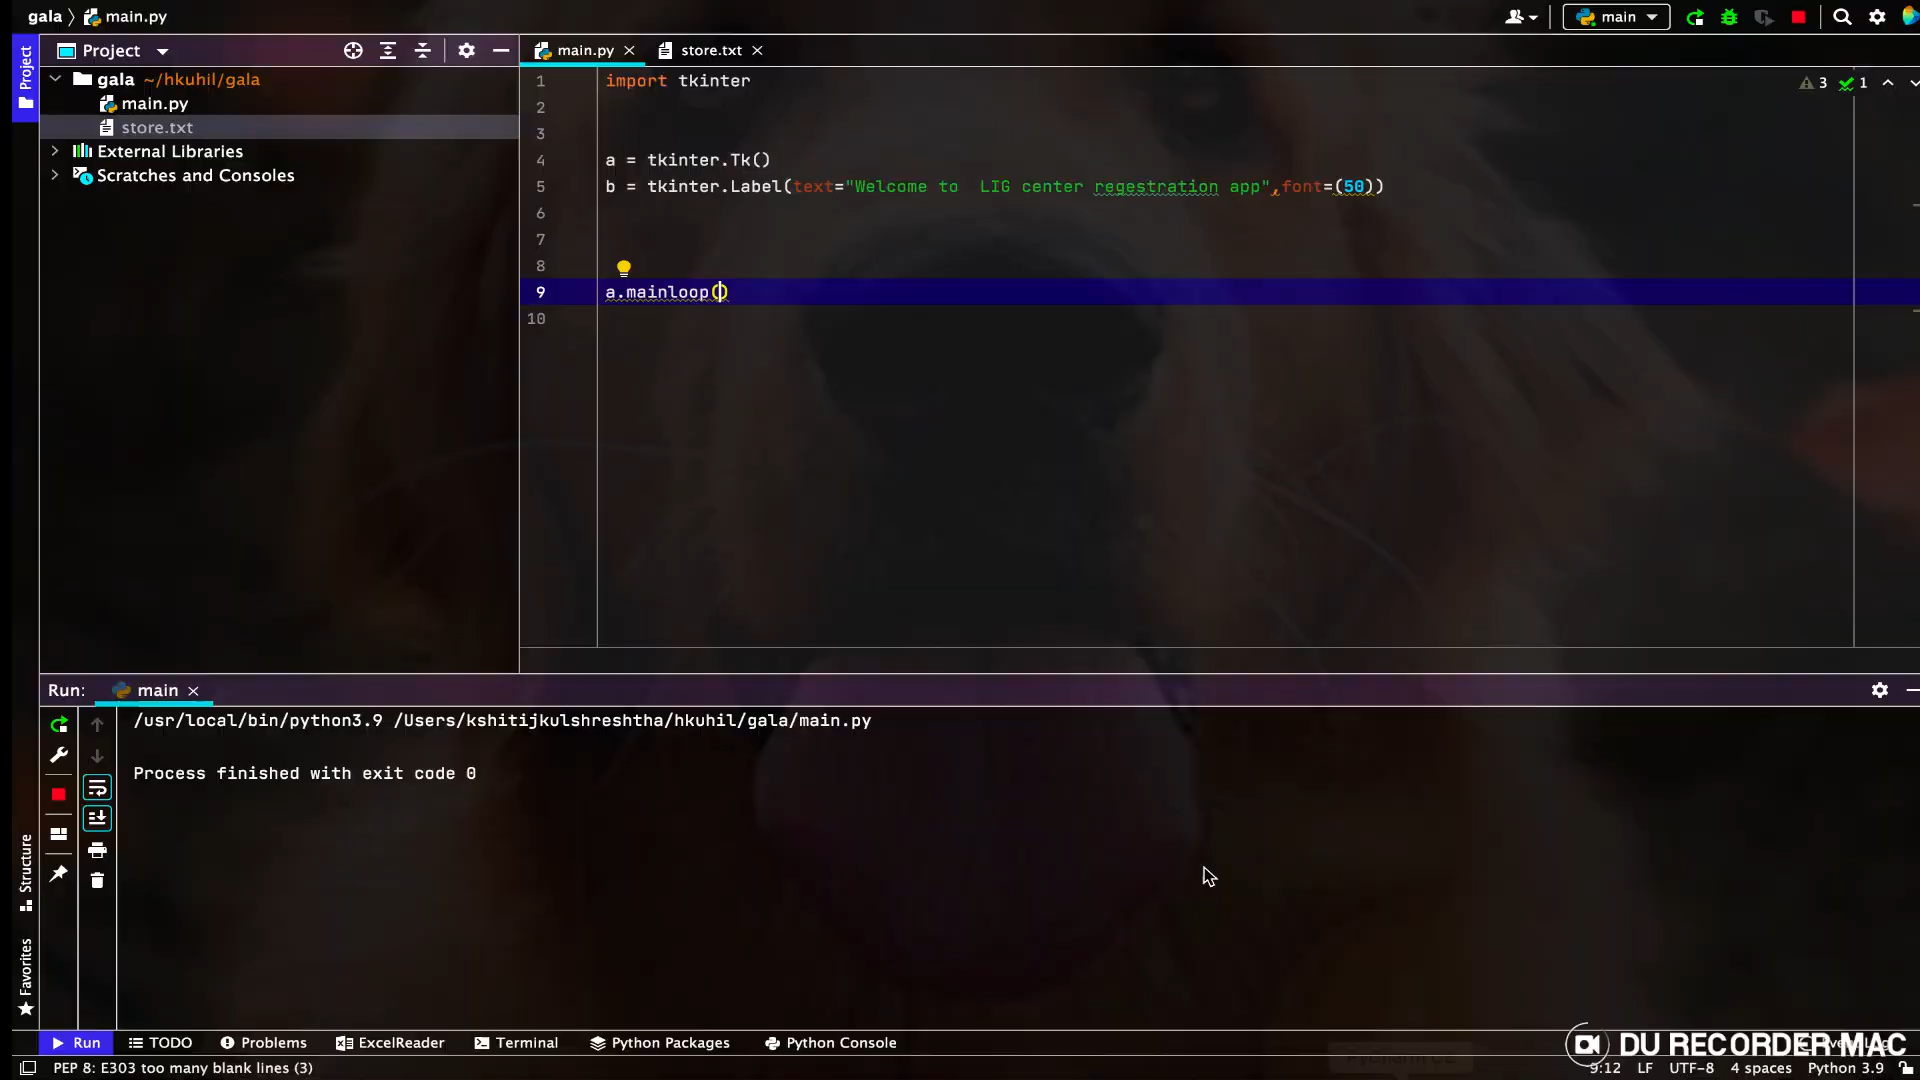 gala 〉 main.py
main
Project
Project
gala ~/hkuhil/gala
main.py
store.txt
External Libraries
Scratches and Consoles
main.py
store.txt
3 1
1 import tkinter
2
3
4 a = tkinter.Tk()
5 b = tkinter.Label(text="Welcome to  LIG center regestration app",font=(50))
6
7
8
9 a.mainloop()
10
Run: main
/usr/local/bin/python3.9 /Users/kshitijkulshreshtha/hkuhil/gala/main.py
Process finished with exit code 0
Structure
Favorites
Run TODO Problems ExcelReader Terminal Python Packages Python Console
DU RECORDER MAC
PEP 8: E303 too many blank lines (3)
9:12 LF UTF-8 4 spaces Python 3.9